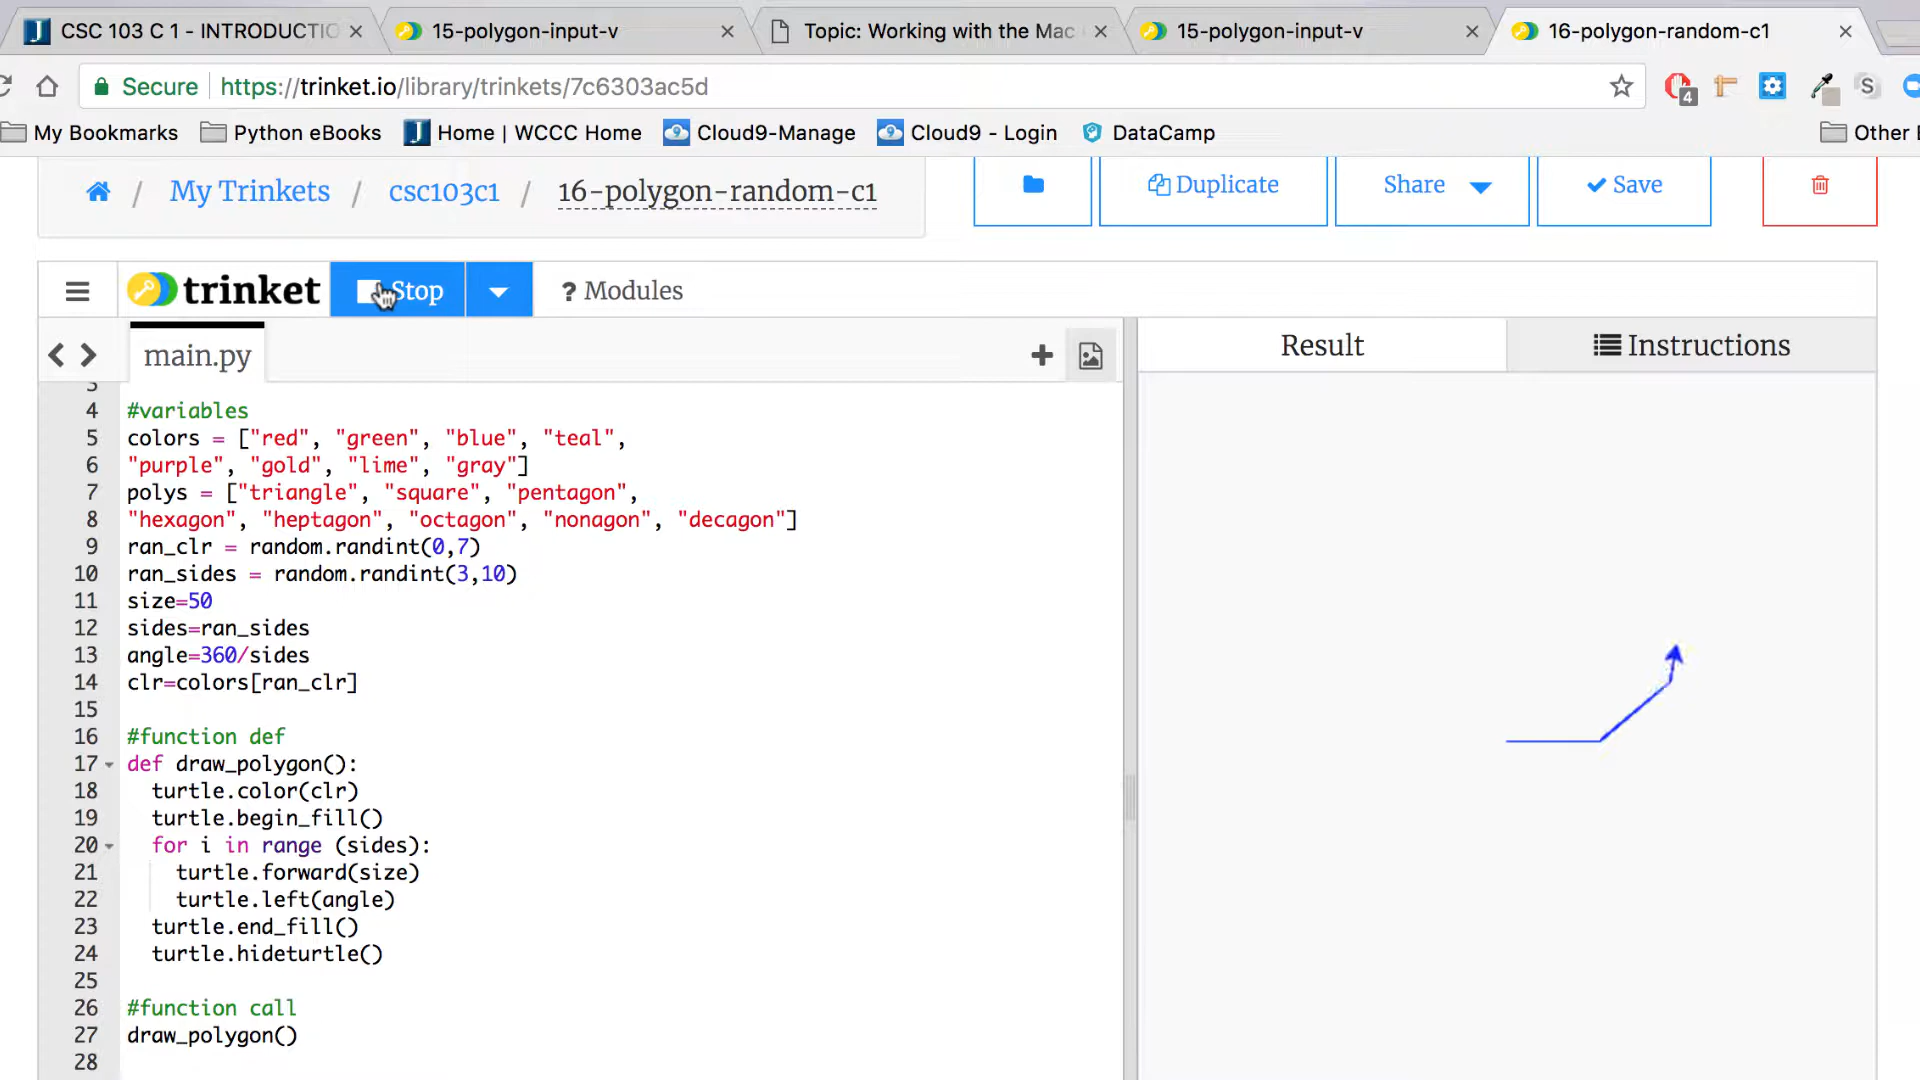 CSC 103 C 1 - INTRODUCTIO
15-polygon-input-v
Topic: Working with the Mac
15-polygon-input-v
16-polygon-random-c1
Secure
https://trinket.io/library/trinkets/7c6303ac5d
4
S
My Bookmarks
Python eBooks
Home | WCCC Home
Cloud9-Manage
Cloud9 - Login
DataCamp
Other
/ My Trinkets / csc103c1 / 16-polygon-random-c1
Duplicate
Share
Save
trinket
Stop
? Modules
main.py
Result
Instructions
3
4 #variables
5 colors = ["red", "green", "blue", "teal",
6 "purple", "gold", "lime", "gray"]
7 polys = ["triangle", "square", "pentagon",
8 "hexagon", "heptagon", "octagon", "nonagon", "decagon"]
9 ran_clr = random.randint(0,7)
10 ran_sides = random.randint(3,10)
11 size=50
12 sides=ran_sides
13 angle=360/sides
14 clr=colors[ran_clr]
15
16 #function def
17 def draw_polygon():
18 turtle.color(clr)
19 turtle.begin_fill()
20 for i in range (sides):
21 turtle.forward(size)
22 turtle.left(angle)
23 turtle.end_fill()
24 turtle.hideturtle()
25
26 #function call
27 draw_polygon()
28